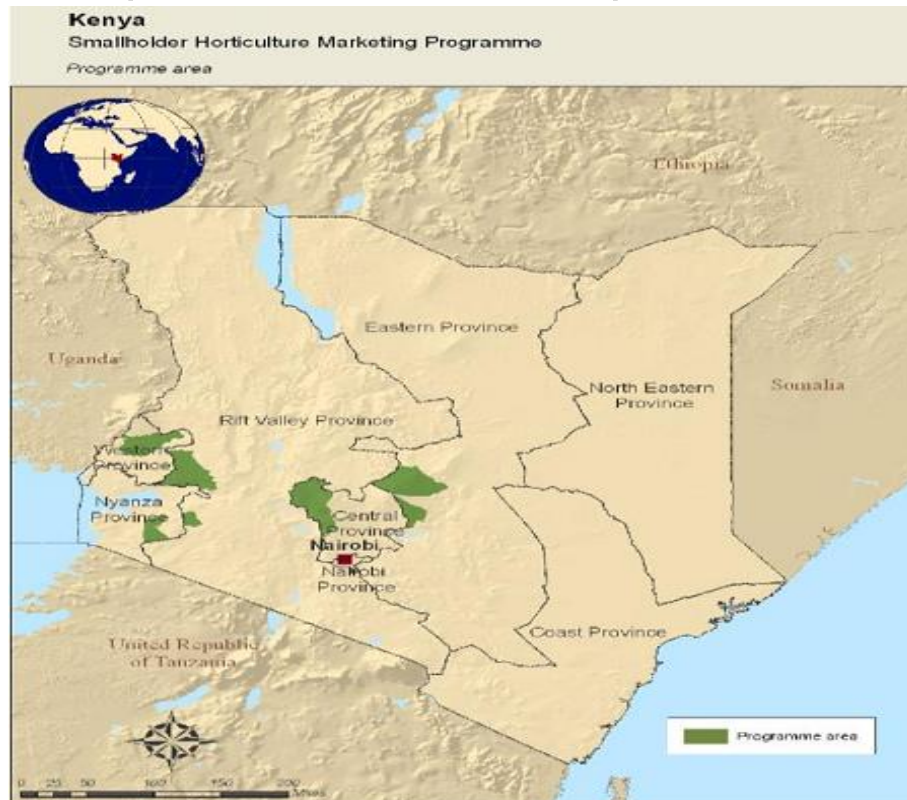 Kenya
Smallholder Horticulture Marketing Programme
Programme area
Ethiopia
Eastern Province
Uganda
North Eastern
Province
Somalia
Rift Valley Province
Western
Province
Nyanza
Province
Central
Province
Nairobi
Nairobi
Province
Coast Province
United Republic
of Tanzania
Programme area
0 25 50 100 150 200
Miles